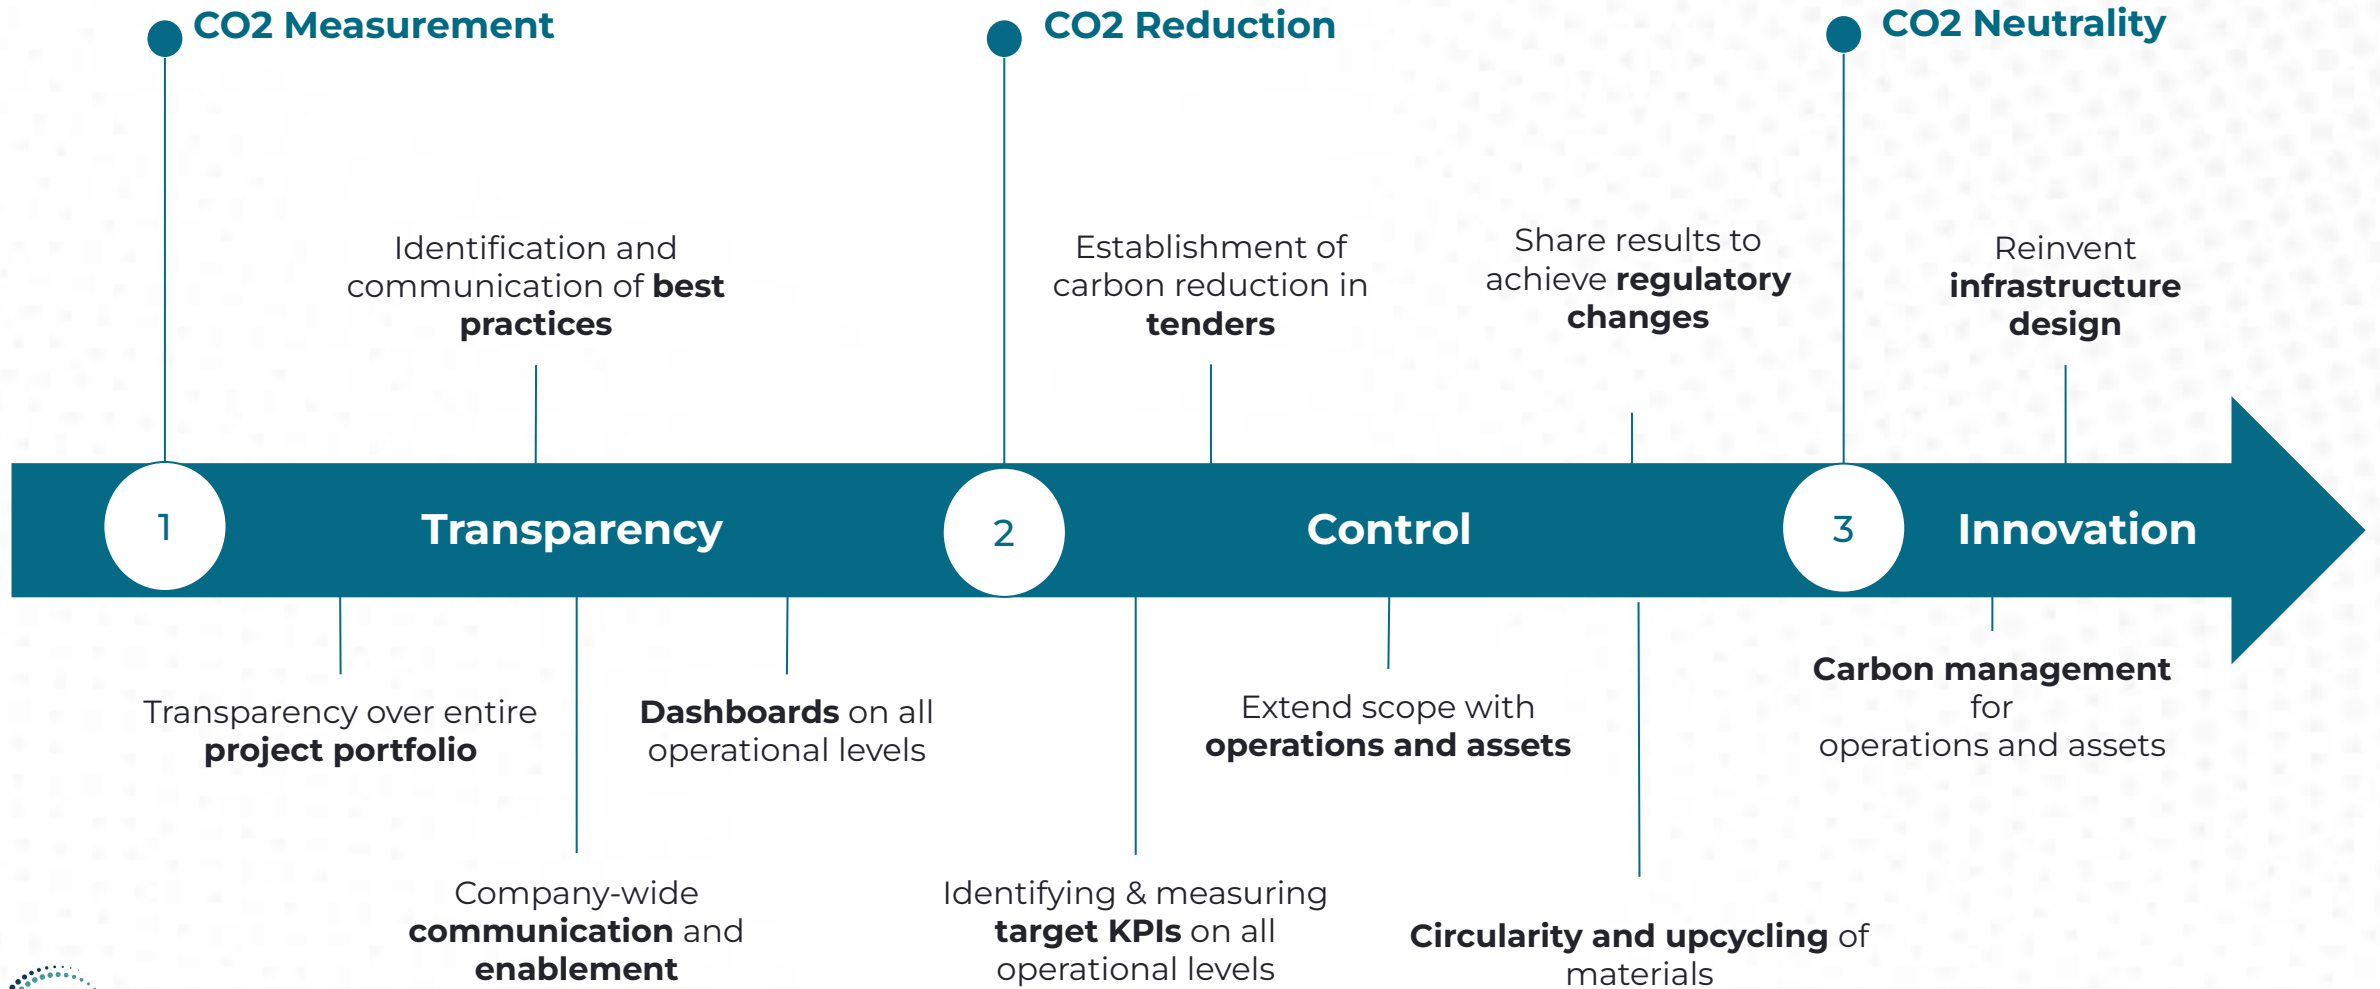 CO2 Measurement
CO2 Reduction
CO2 Neutrality
Identification and
communication of best
practices
Establishment of
carbon reduction in
tenders
Share results to
achieve regulatory
changes
Reinvent
infrastructure
design
1
Transparency
2
Control
3
Innovation
Transparency over entire
project portfolio
Dashboards on all
operational levels
Extend scope with
operations and assets
Carbon management
for
operations and assets
Company-wide
communication and
enablement
Identifying & measuring
target KPIs on all
operational levels
Circularity and upcycling of
materials